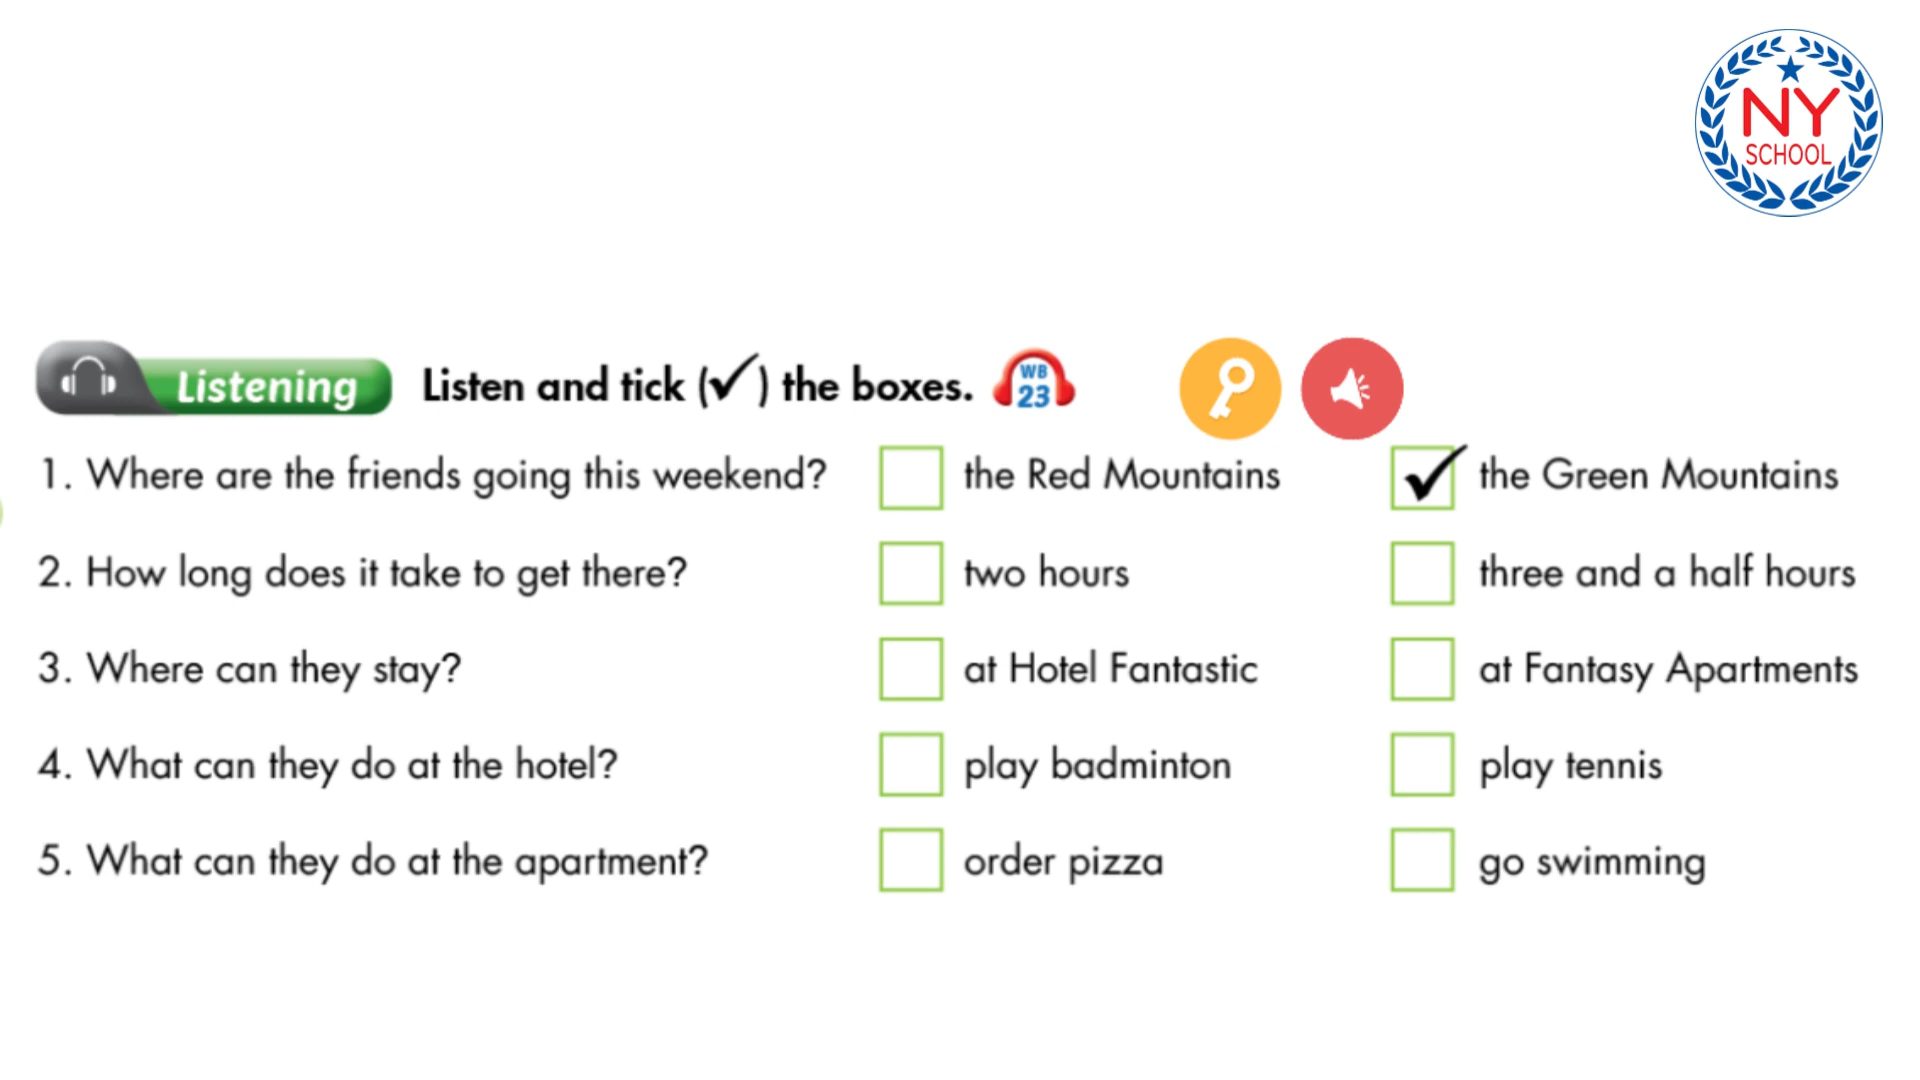 NY
SCHOOL
Listening Listen and tick (✓) the boxes. WB 23
1. Where are the friends going this weekend? the Red Mountains ✓ the Green Mountains
2. How long does it take to get there? two hours three and a half hours
3. Where can they stay? at Hotel Fantastic at Fantasy Apartments
4. What can they do at the hotel? play badminton play tennis
5. What can they do at the apartment? order pizza go swimming